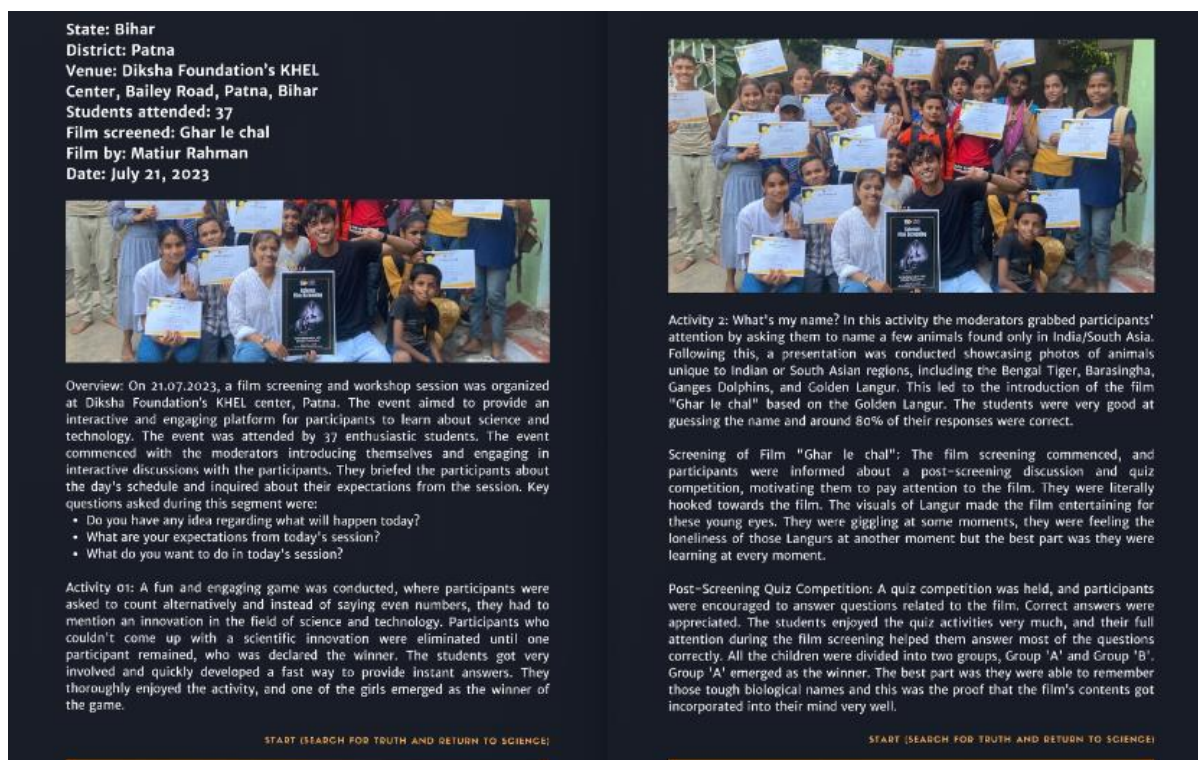 State: Bihar
District: Patna
Venue: Diksha Foundation's KHEL
Center, Bailey Road, Patna, Bihar
Students attended: 37
Film screened: Ghar le chal
Film by: Matiur Rahman
Date: July 21, 2023
Overview: On 21.07.2023, a film screening and workshop session was organized
at Diksha Foundation's KHEL center, Patna. The event aimed to provide an
interactive and engaging platform for participants to learn about science and
technology. The event was attended by 37 enthusiastic students. The event
commenced with the moderators introducing themselves and engaging in
interactive discussions with the participants. They briefed the participants about
the day's schedule and inquired about their expectations from the session. Key
questions asked during this segment were:
• Do you have any idea regarding what will happen today?
• What are your expectations from today's session?
• What do you want to do in today's session?
Activity 01: A fun and engaging game was conducted, where participants were
asked to count alternatively and instead of saying even numbers, they had to
mention an innovation in the field of science and technology. Participants who
couldn't come up with a scientific innovation were eliminated until one
participant remained, who was declared the winner. The students got very
involved and quickly developed a fast way to provide instant answers. They
thoroughly enjoyed the activity, and one of the girls emerged as the winner of
the game.
START (SEARCH FOR TRUTH AND RETURN TO SCIENCE)
Activity 2: What's my name? In this activity the moderators grabbed participants'
attention by asking them to name a few animals found only in India/South Asia.
Following this, a presentation was conducted showcasing photos of animals
unique to Indian or South Asian regions, including the Bengal Tiger, Barasingha,
Ganges Dolphins, and Golden Langur. This led to the introduction of the film
"Ghar le chal" based on the Golden Langur. The students were very good at
guessing the name and around 80% of their responses were correct.
Screening of Film "Ghar le chal": The film screening commenced, and
participants were informed about a post-screening discussion and quiz
competition, motivating them to pay attention to the film. They were literally
hooked towards the film. The visuals of Langur made the film entertaining for
these young eyes. They were giggling at some moments, they were feeling the
loneliness of those Langurs at another moment but the best part was they were
learning at every moment.
Post-Screening Quiz Competition: A quiz competition was held, and participants
were encouraged to answer questions related to the film. Correct answers were
appreciated. The students enjoyed the quiz activities very much, and their full
attention during the film screening helped them answer most of the questions
correctly. All the children were divided into two groups, Group 'A' and Group 'B'.
Group 'A' emerged as the winner. The best part was they were able to remember
those tough biological names and this was the proof that the film's contents got
incorporated into their mind very well.
START (SEARCH FOR TRUTH AND RETURN TO SCIENCE)